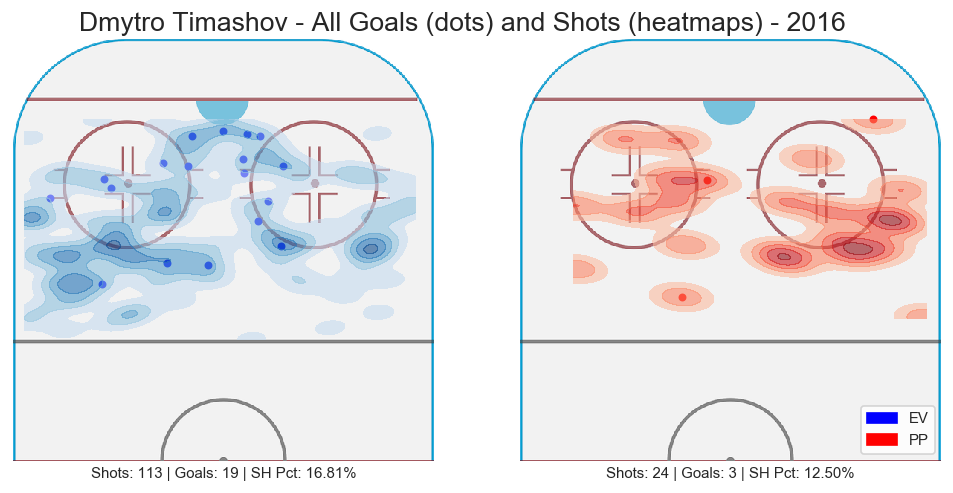 Dmytro Timashov - All Goals (dots) and Shots (heatmaps) - 2016
EV
PP
Shots: 113 | Goals: 19 | SH Pct: 16.81%
Shots: 24 | Goals: 3 | SH Pct: 12.50%